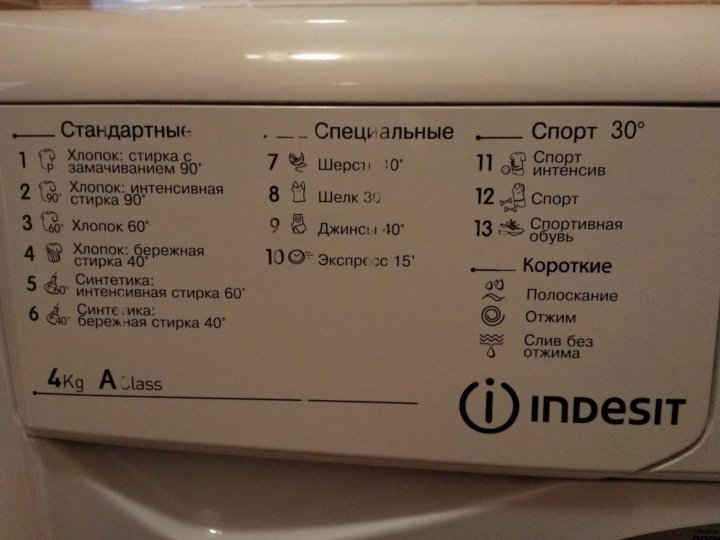 Стандартные
1 Хлопок: стирка с
замачиванием 90°
2 Хлопок: интенсивная
стирка 90°
3 Хлопок 60°
4 Хлопок: бережная
стирка 40°
5 Синтетика:
интенсивная стирка 60°
6 Синтетика:
бережная стирка 40°
4Kg A Class
Специальные
7 Шерсть 40°
8 Шелк 30
9 Джинсы 40°
10 Экспресс 15'
Спорт 30°
11 Спорт
интенсив
12 Спорт
13 Спортивная
обувь
Короткие
Полоскание
Отжим
Слив без
отжима
INDESIT